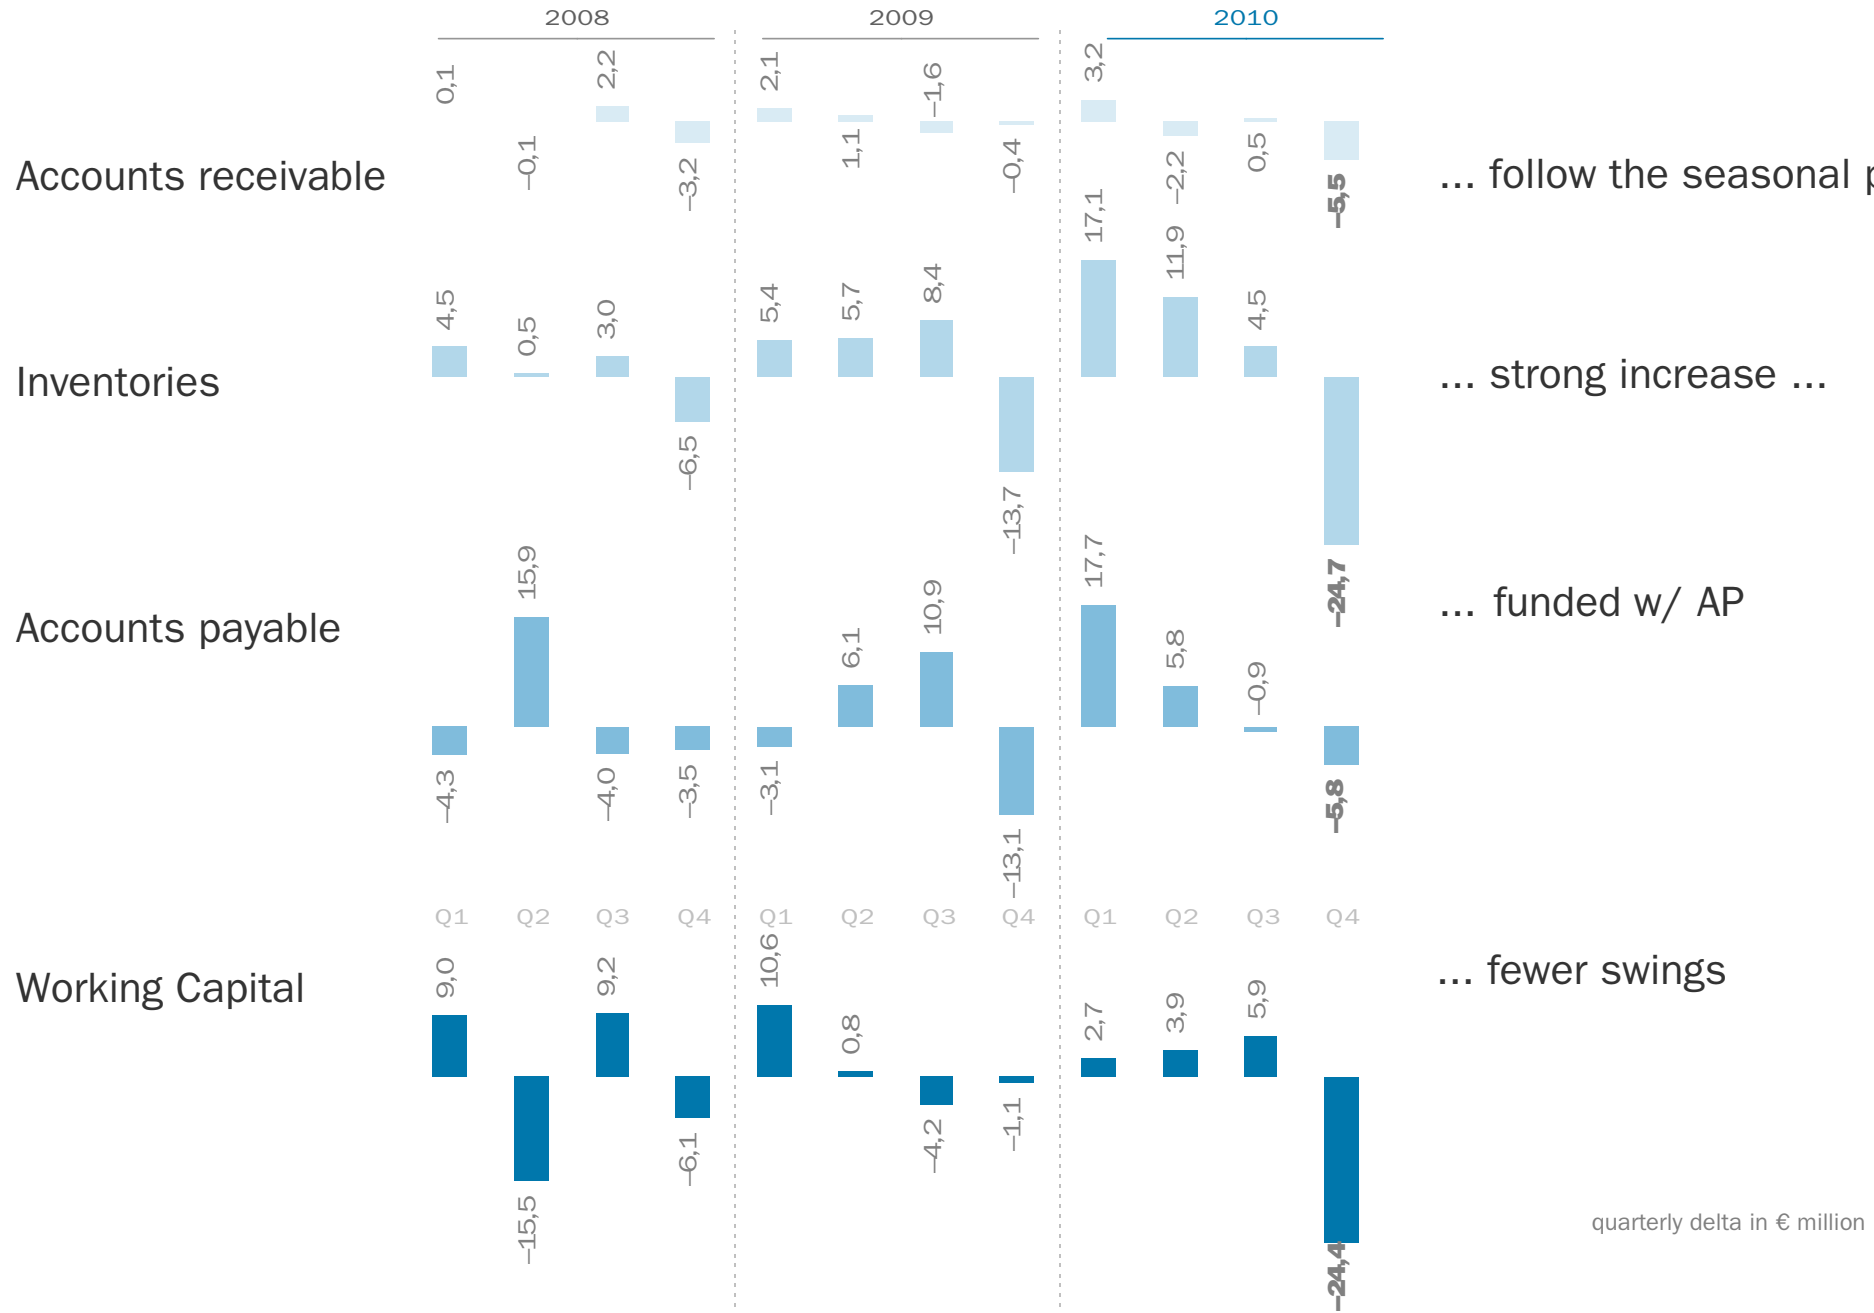 2008 2009 2010
0,1 –0,1 2,2 –3,2 2,1 1,1 –1,6 –0,4 3,2 –2,2 0,5 –5,5
Accounts receivable
... follow the seasonal p
4,5 0,5 3,0 –6,5 5,4 5,7 8,4 –13,7 17,1 11,9 4,5 –24,7
Inventories
... strong increase ...
–4,3 15,9 –4,0 –3,5 –3,1 6,1 10,9 –13,1 17,7 5,8 –0,9 –5,8
Accounts payable
... funded w/ AP
Q1 Q2 Q3 Q4 Q1 Q2 Q3 Q4 Q1 Q2 Q3 Q4
9,0 –15,5 9,2 –6,1 10,6 0,8 –4,2 –1,1 2,7 3,9 5,9 –24,4
Working Capital
... fewer swings
quarterly delta in € million